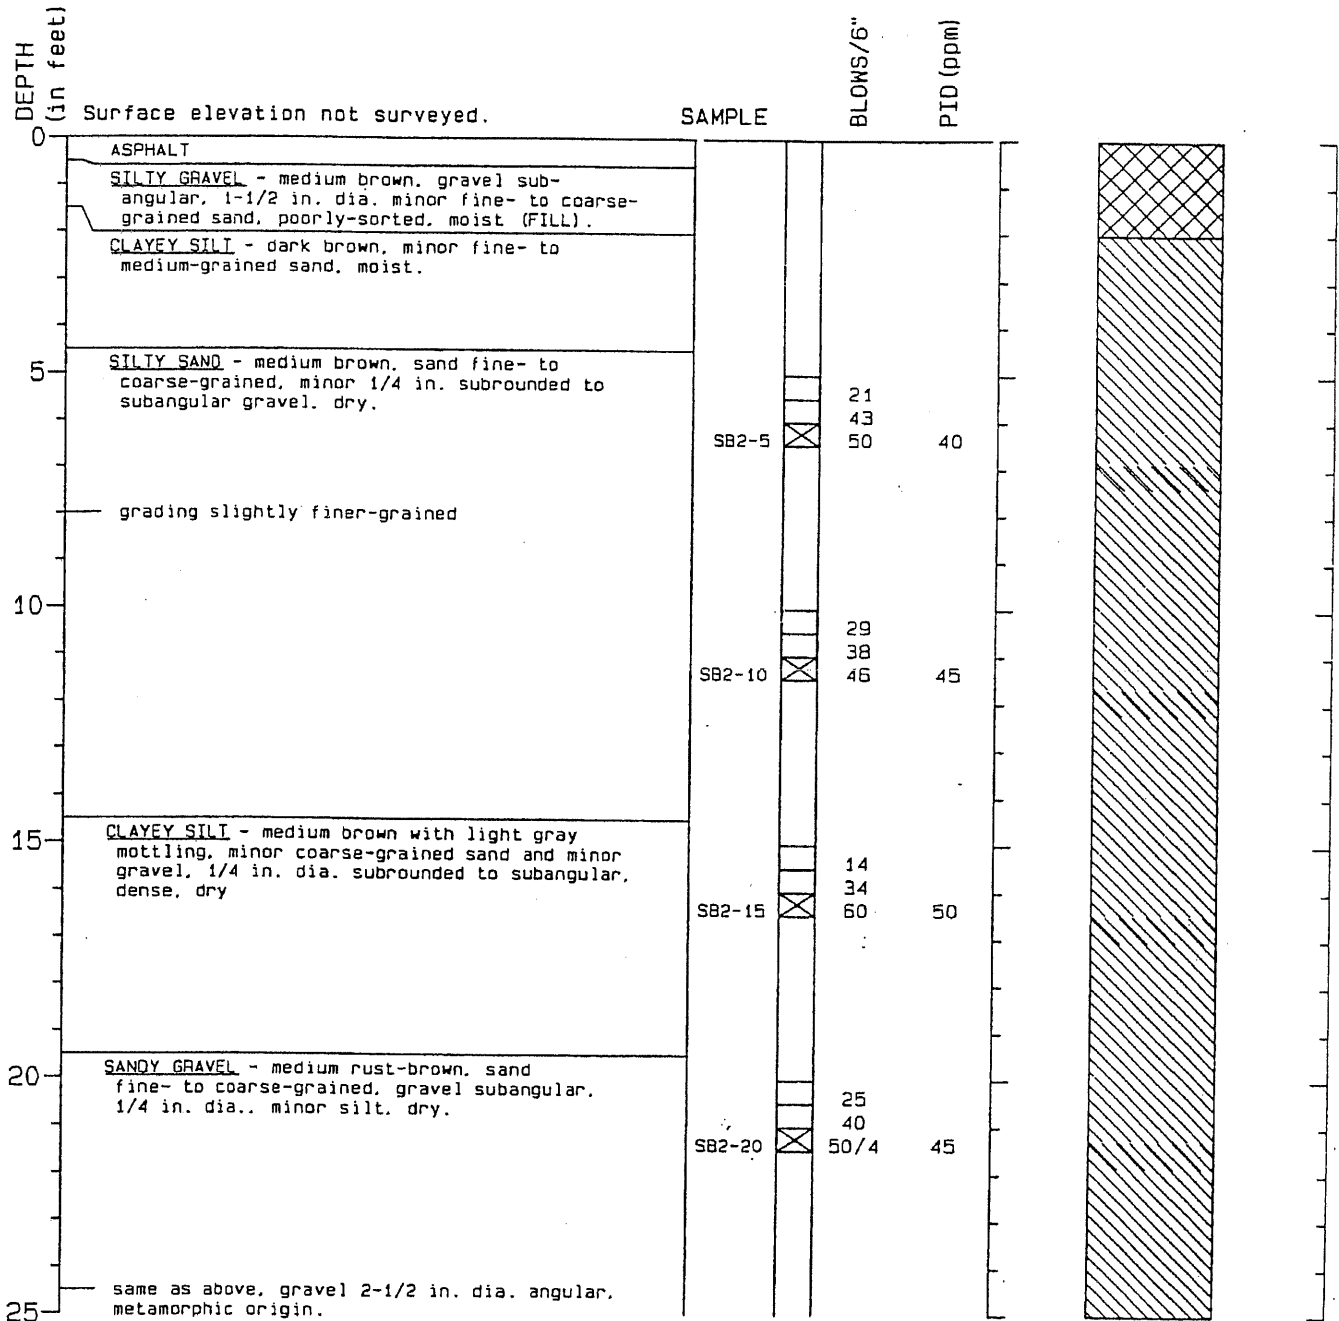 DEPTH
(in feet)
Surface elevation not surveyed.
SAMPLE
BLOWS/6"
PID (ppm)
0
ASPHALT
SILTY GRAVEL - medium brown, gravel sub-
angular, 1-1/2 in. dia. minor fine- to coarse-
grained sand, poorly-sorted, moist (FILL).
CLAYEY SILT - dark brown, minor fine- to
medium-grained sand, moist.
5
SILTY SAND - medium brown, sand fine- to
coarse-grained, minor 1/4 in. subrounded to
subangular gravel, dry.
21
43
SB2-5 50 40
grading slightly finer-grained
10
29
38
SB2-10 46 45
15
CLAYEY SILT - medium brown with light gray
mottling, minor coarse-grained sand and minor
gravel, 1/4 in. dia. subrounded to subangular,
dense, dry
14
34
SB2-15 60 50
20
SANDY GRAVEL - medium rust-brown, sand
fine- to coarse-grained, gravel subangular,
1/4 in. dia., minor silt, dry.
25
40
SB2-20 50/4 45
same as above, gravel 2-1/2 in. dia. angular,
metamorphic origin.
25